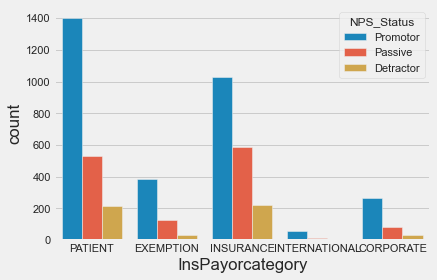 NPS_Status
Promotor
Passive
Detractor
1400
1200
1000
800
600
400
200
0
count
PATIENT EXEMPTION INSURANCE INTERNATIONAL CORPORATE
InsPayorcategory